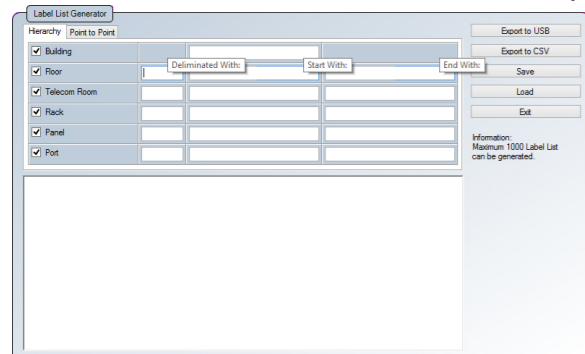 Label List Generator
Hierarchy Point to Point
Building
Deliminated With: Start With: End With:
Floor
Telecom Room
Rack
Panel
Port
Export to USB
Export to CSV
Save
Load
Exit
Information:
Maximum 1000 Label List
can be generated.